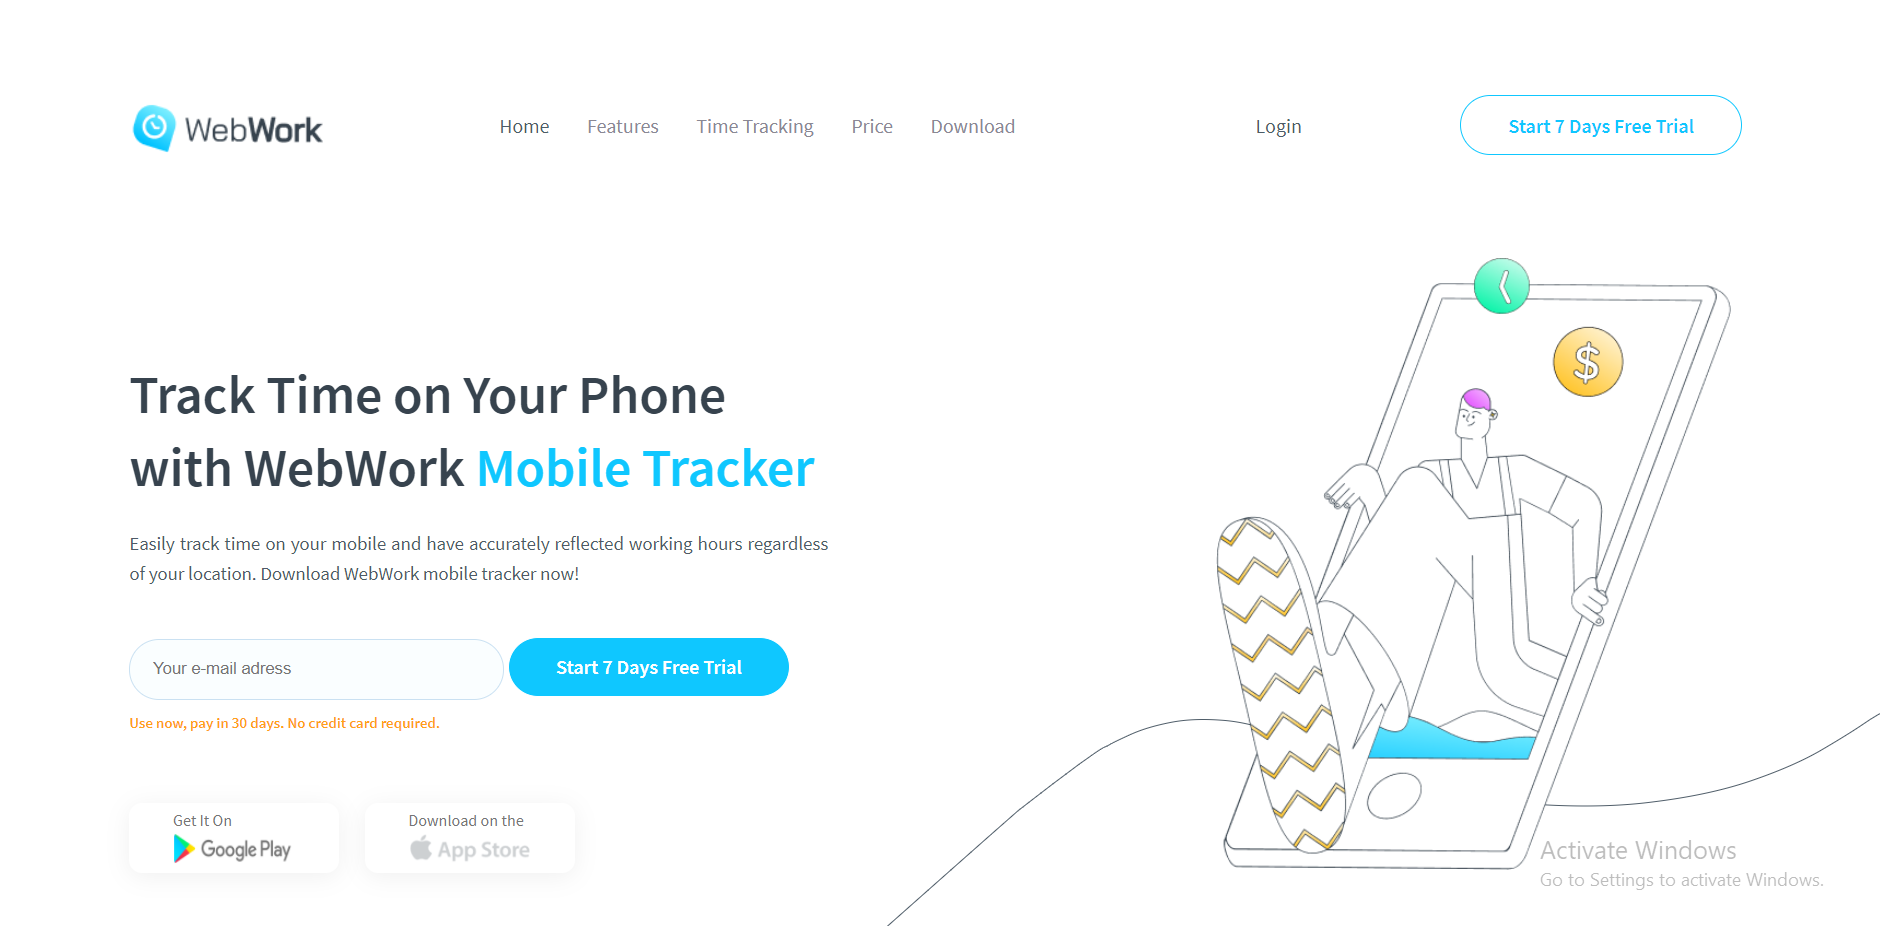 WebWork
Home
Features
Time Tracking
Price
Download
Login
Start 7 Days Free Trial
Track Time on Your Phone
with WebWork Mobile Tracker
Easily track time on your mobile and have accurately reflected working hours regardless
of your location. Download WebWork mobile tracker now!
Your e-mail adress
Start 7 Days Free Trial
Use now, pay in 30 days. No credit card required.
Get It On
Google Play
Download on the
App Store
$
Activate Windows
Go to Settings to activate Windows.